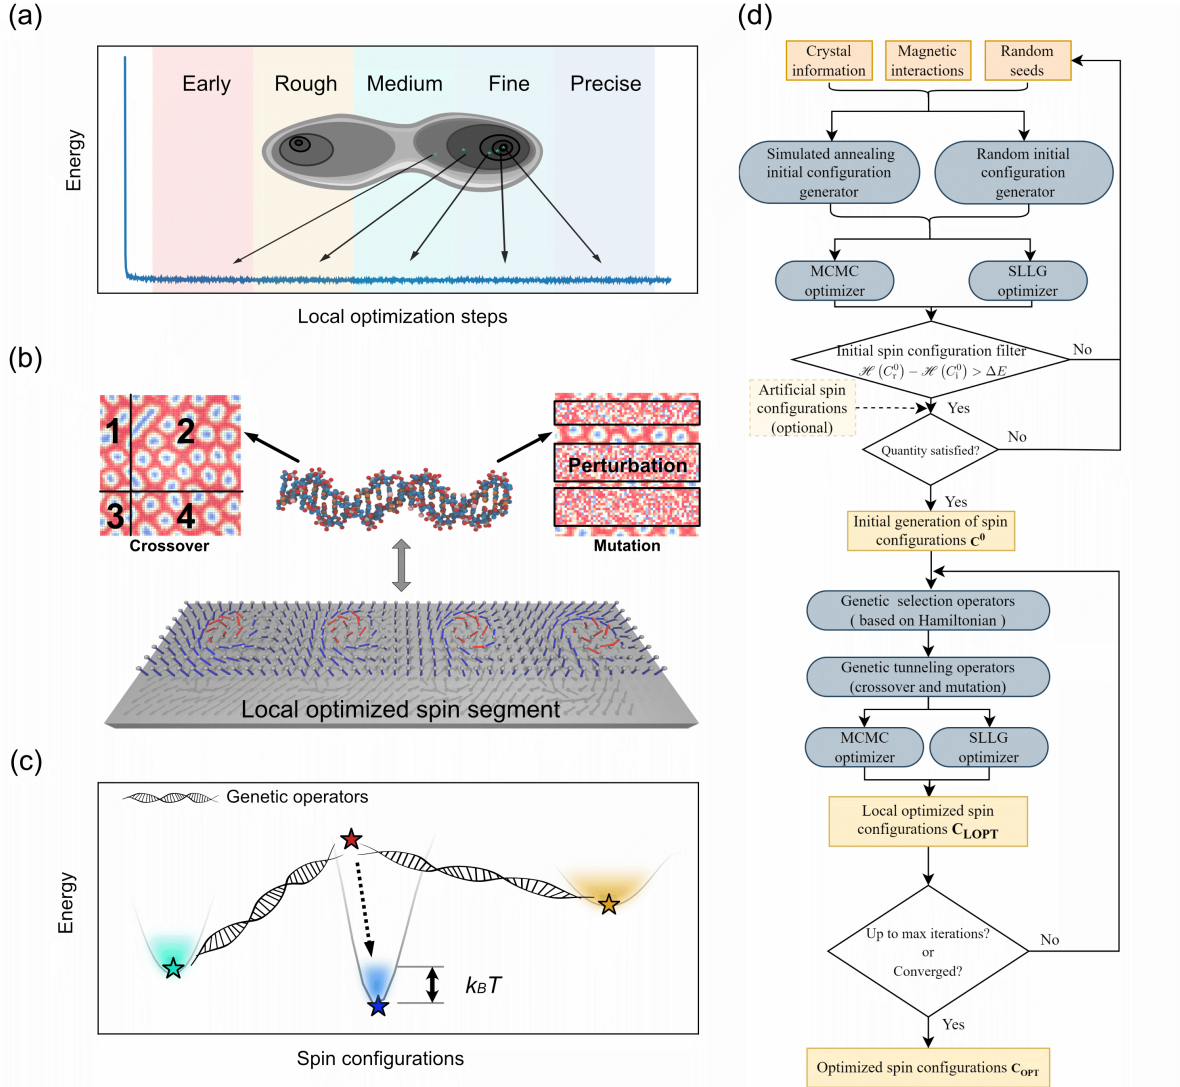 (a)
Early
Rough
Medium
Fine
Precise
Energy
Local optimization steps
(b)
1
2
3
4
Crossover
Perturbation
Mutation
Local optimized spin segment
(c)
Genetic operators
Energy
k_BT
Spin configurations
(d)
Crystal
information
Magnetic
interactions
Random
seeds
Simulated annealing
initial configuration
generator
Random initial
configuration
generator
MCMC
optimizer
SLLG
optimizer
Initial spin configuration filter
ℋ (C_r^0) − ℋ (C_i^0) > ΔE
No
Artificial spin
configurations
(optional)
Yes
Quantity satisfied?
No
Yes
Initial generation of spin
configurations C^0
Genetic selection operators
( based on Hamiltonian )
Genetic tunneling operators
(crossover and mutation)
MCMC
optimizer
SLLG
optimizer
Local optimized spin
configurations C_LOPT
Up to max iterations?
or
Converged?
No
Yes
Optimized spin configurations C_OPT